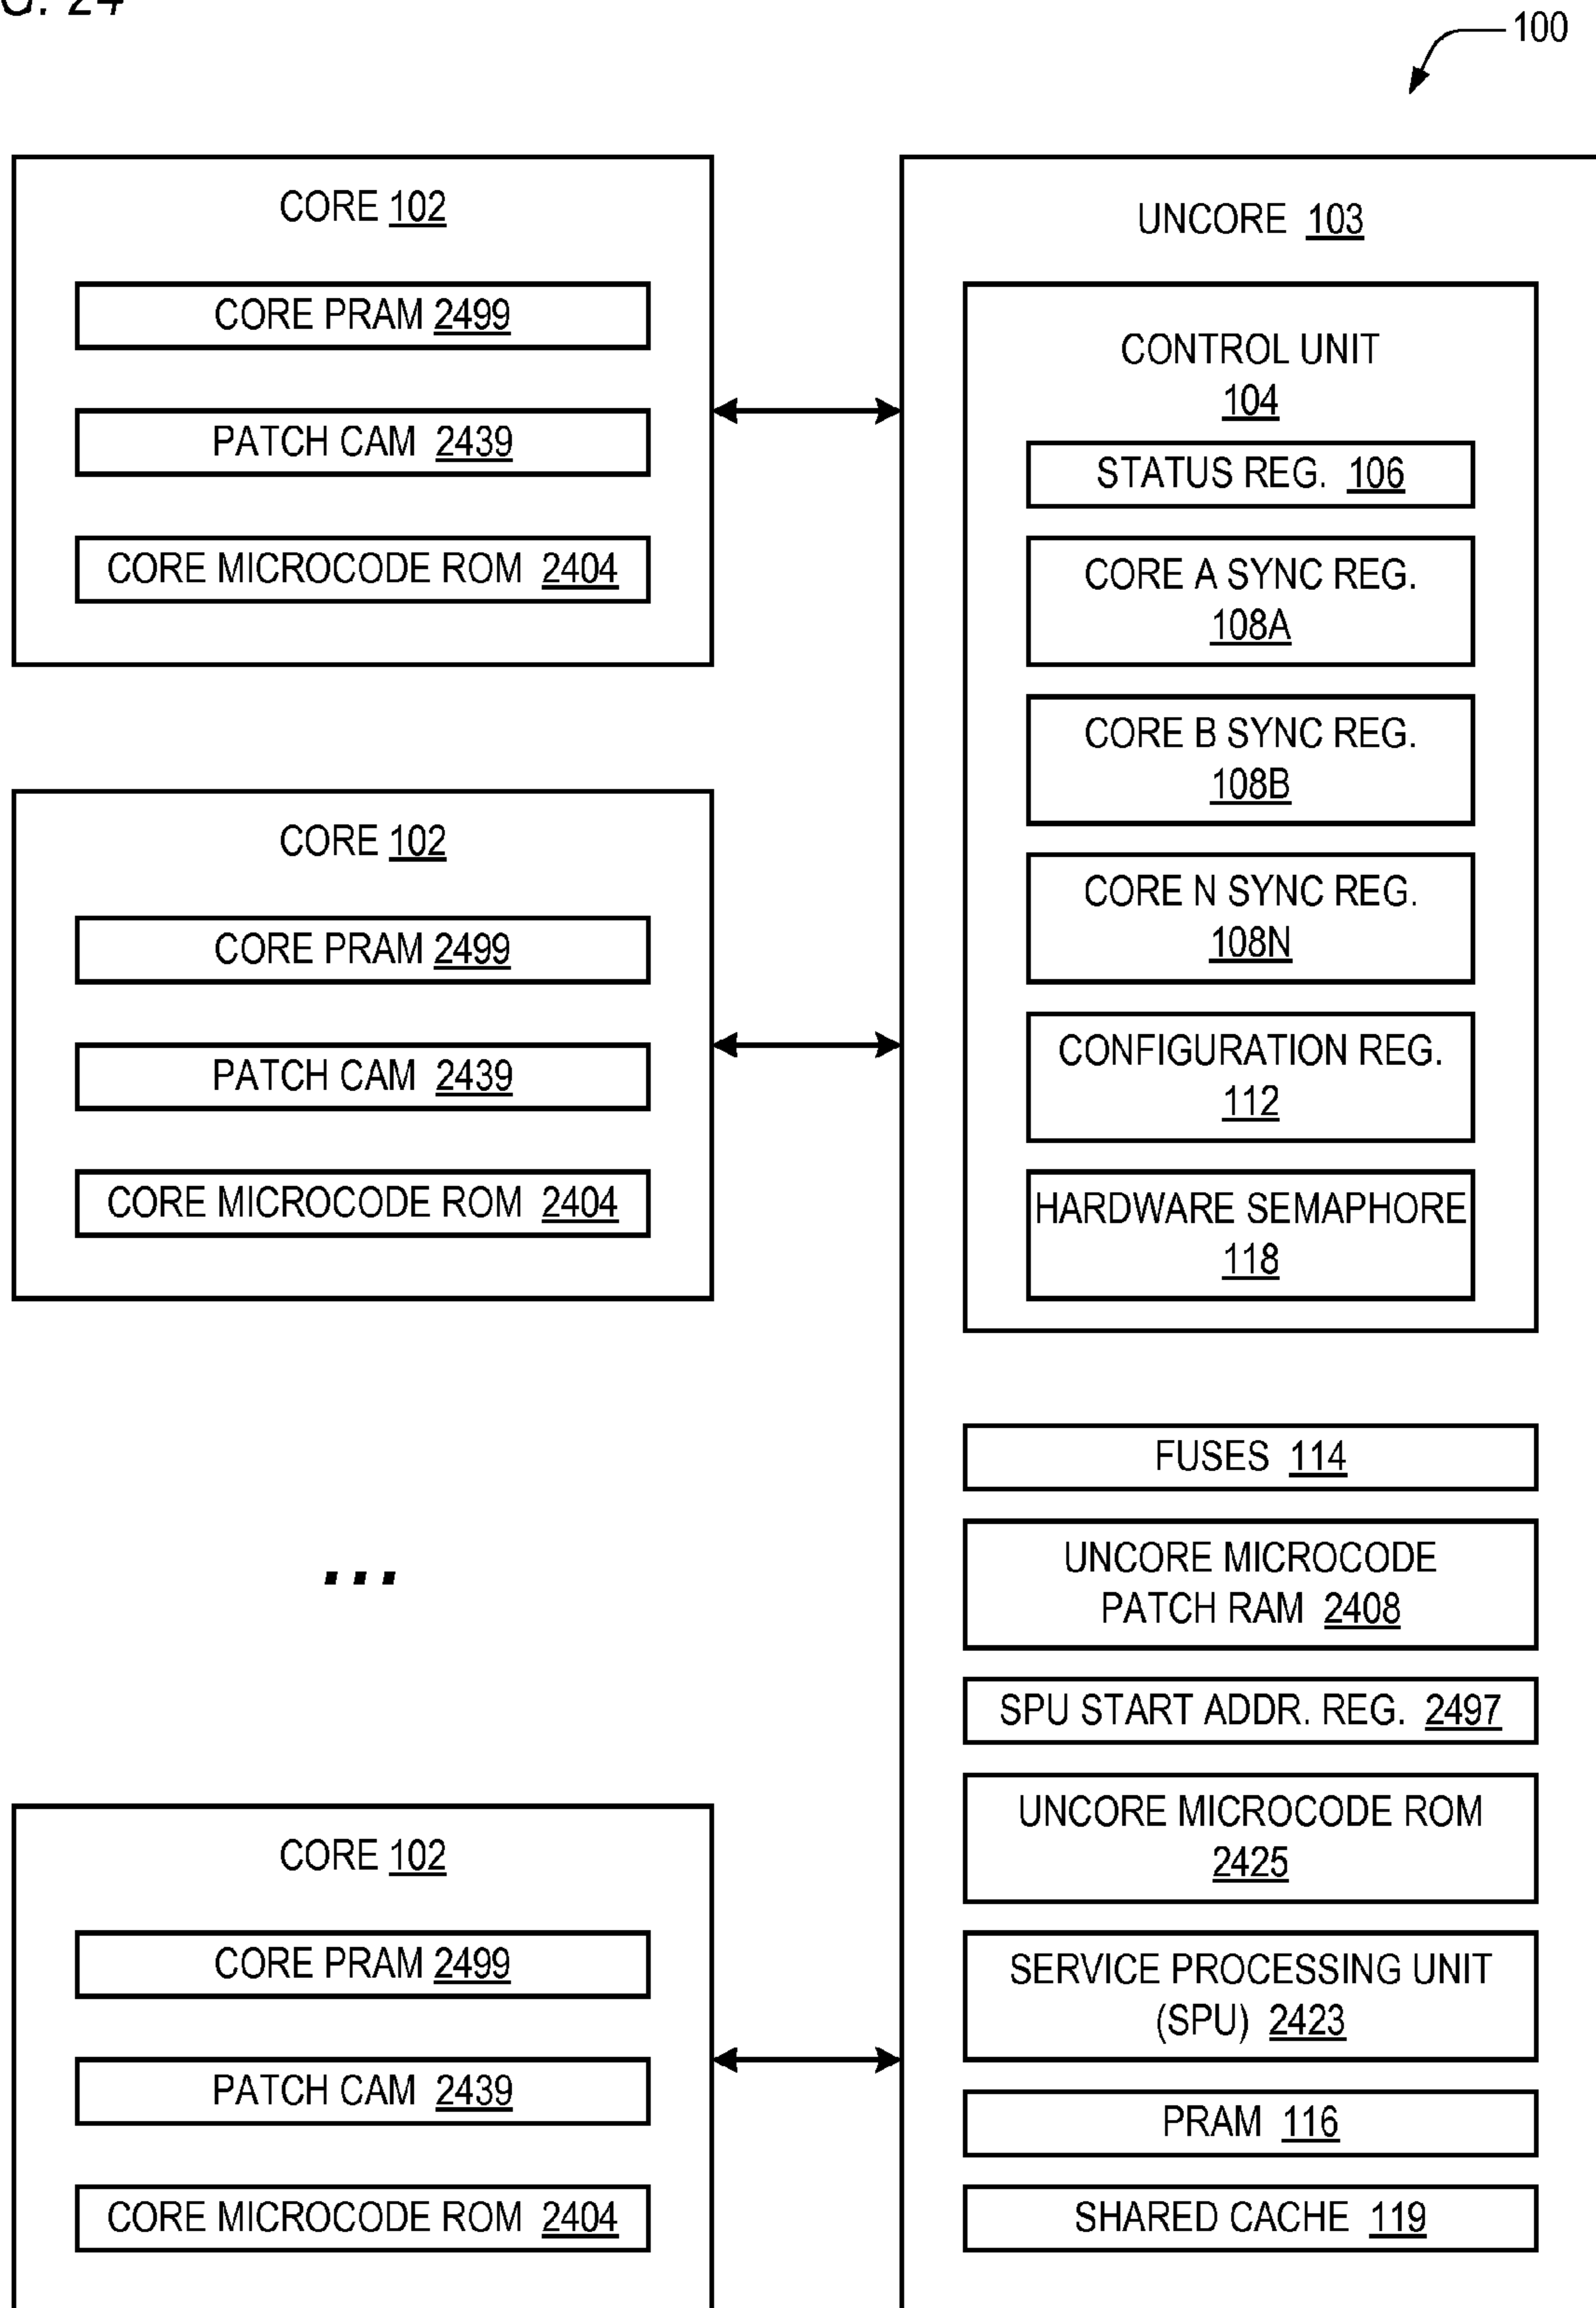 G. 24
100
CORE 102
CORE PRAM 2499
PATCH CAM 2439
CORE MICROCODE ROM 2404
CORE 102
CORE PRAM 2499
PATCH CAM 2439
CORE MICROCODE ROM 2404
...
CORE 102
CORE PRAM 2499
PATCH CAM 2439
CORE MICROCODE ROM 2404
UNCORE 103
CONTROL UNIT
104
STATUS REG. 106
CORE A SYNC REG.
108A
CORE B SYNC REG.
108B
CORE N SYNC REG.
108N
CONFIGURATION REG.
112
HARDWARE SEMAPHORE
118
FUSES 114
UNCORE MICROCODE
PATCH RAM 2408
SPU START ADDR. REG. 2497
UNCORE MICROCODE ROM
2425
SERVICE PROCESSING UNIT
(SPU) 2423
PRAM 116
SHARED CACHE 119